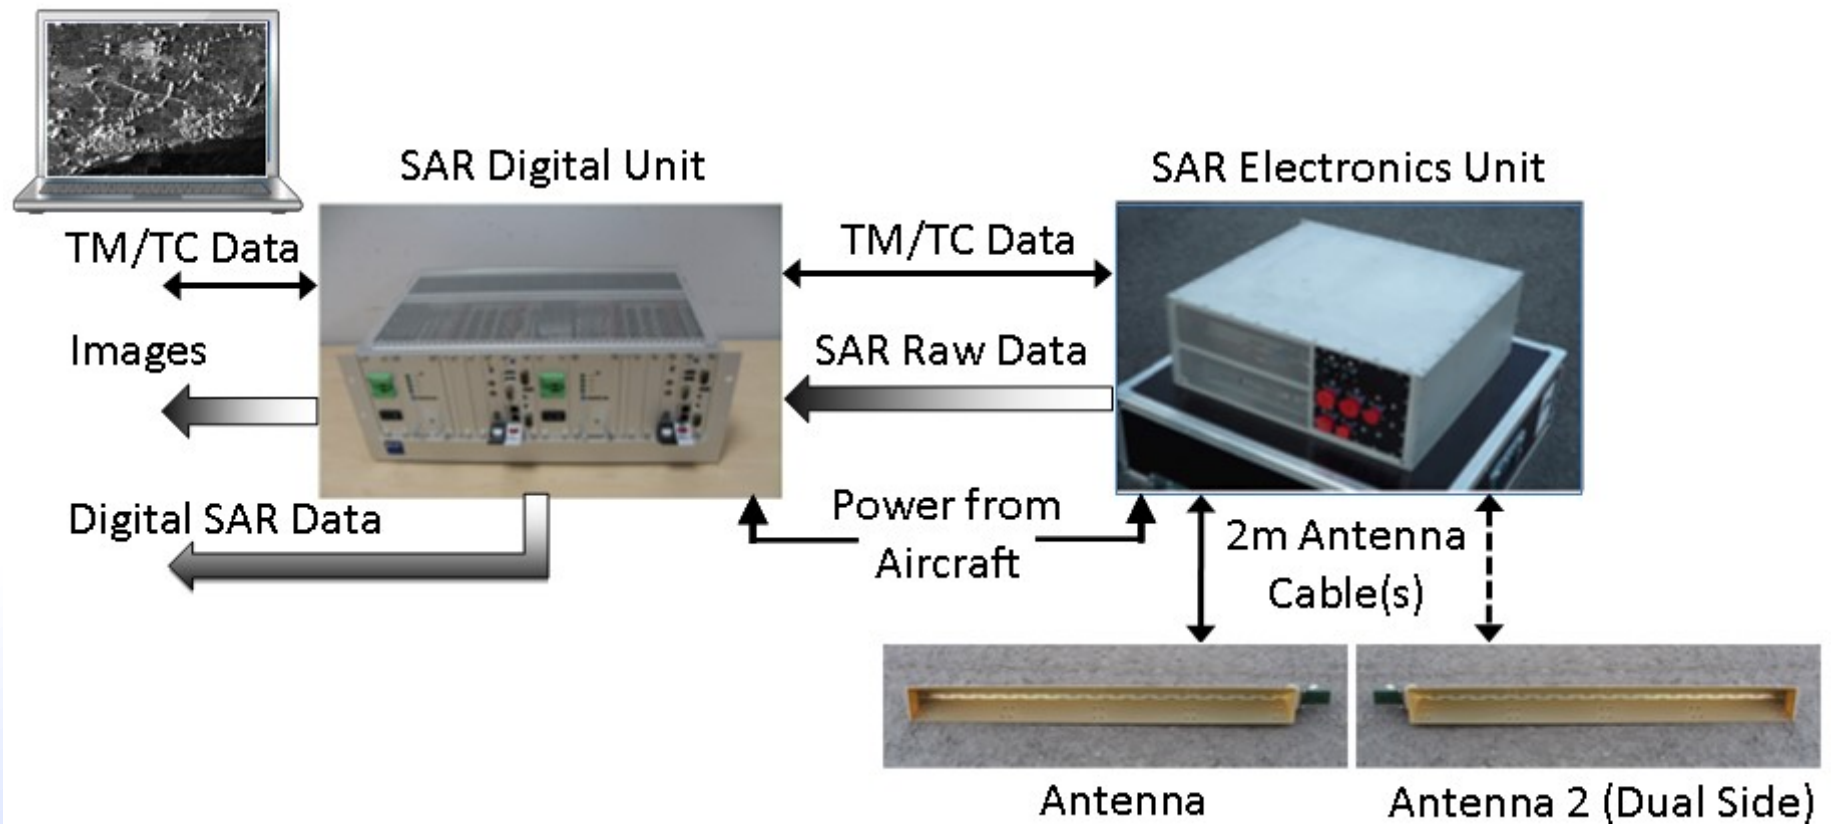 SAR Digital Unit
SAR Electronics Unit
TM/TC Data
TM/TC Data
Images
SAR Raw Data
Digital SAR Data
Power from
Aircraft
2m Antenna
Cable(s)
Antenna
Antenna 2 (Dual Side)